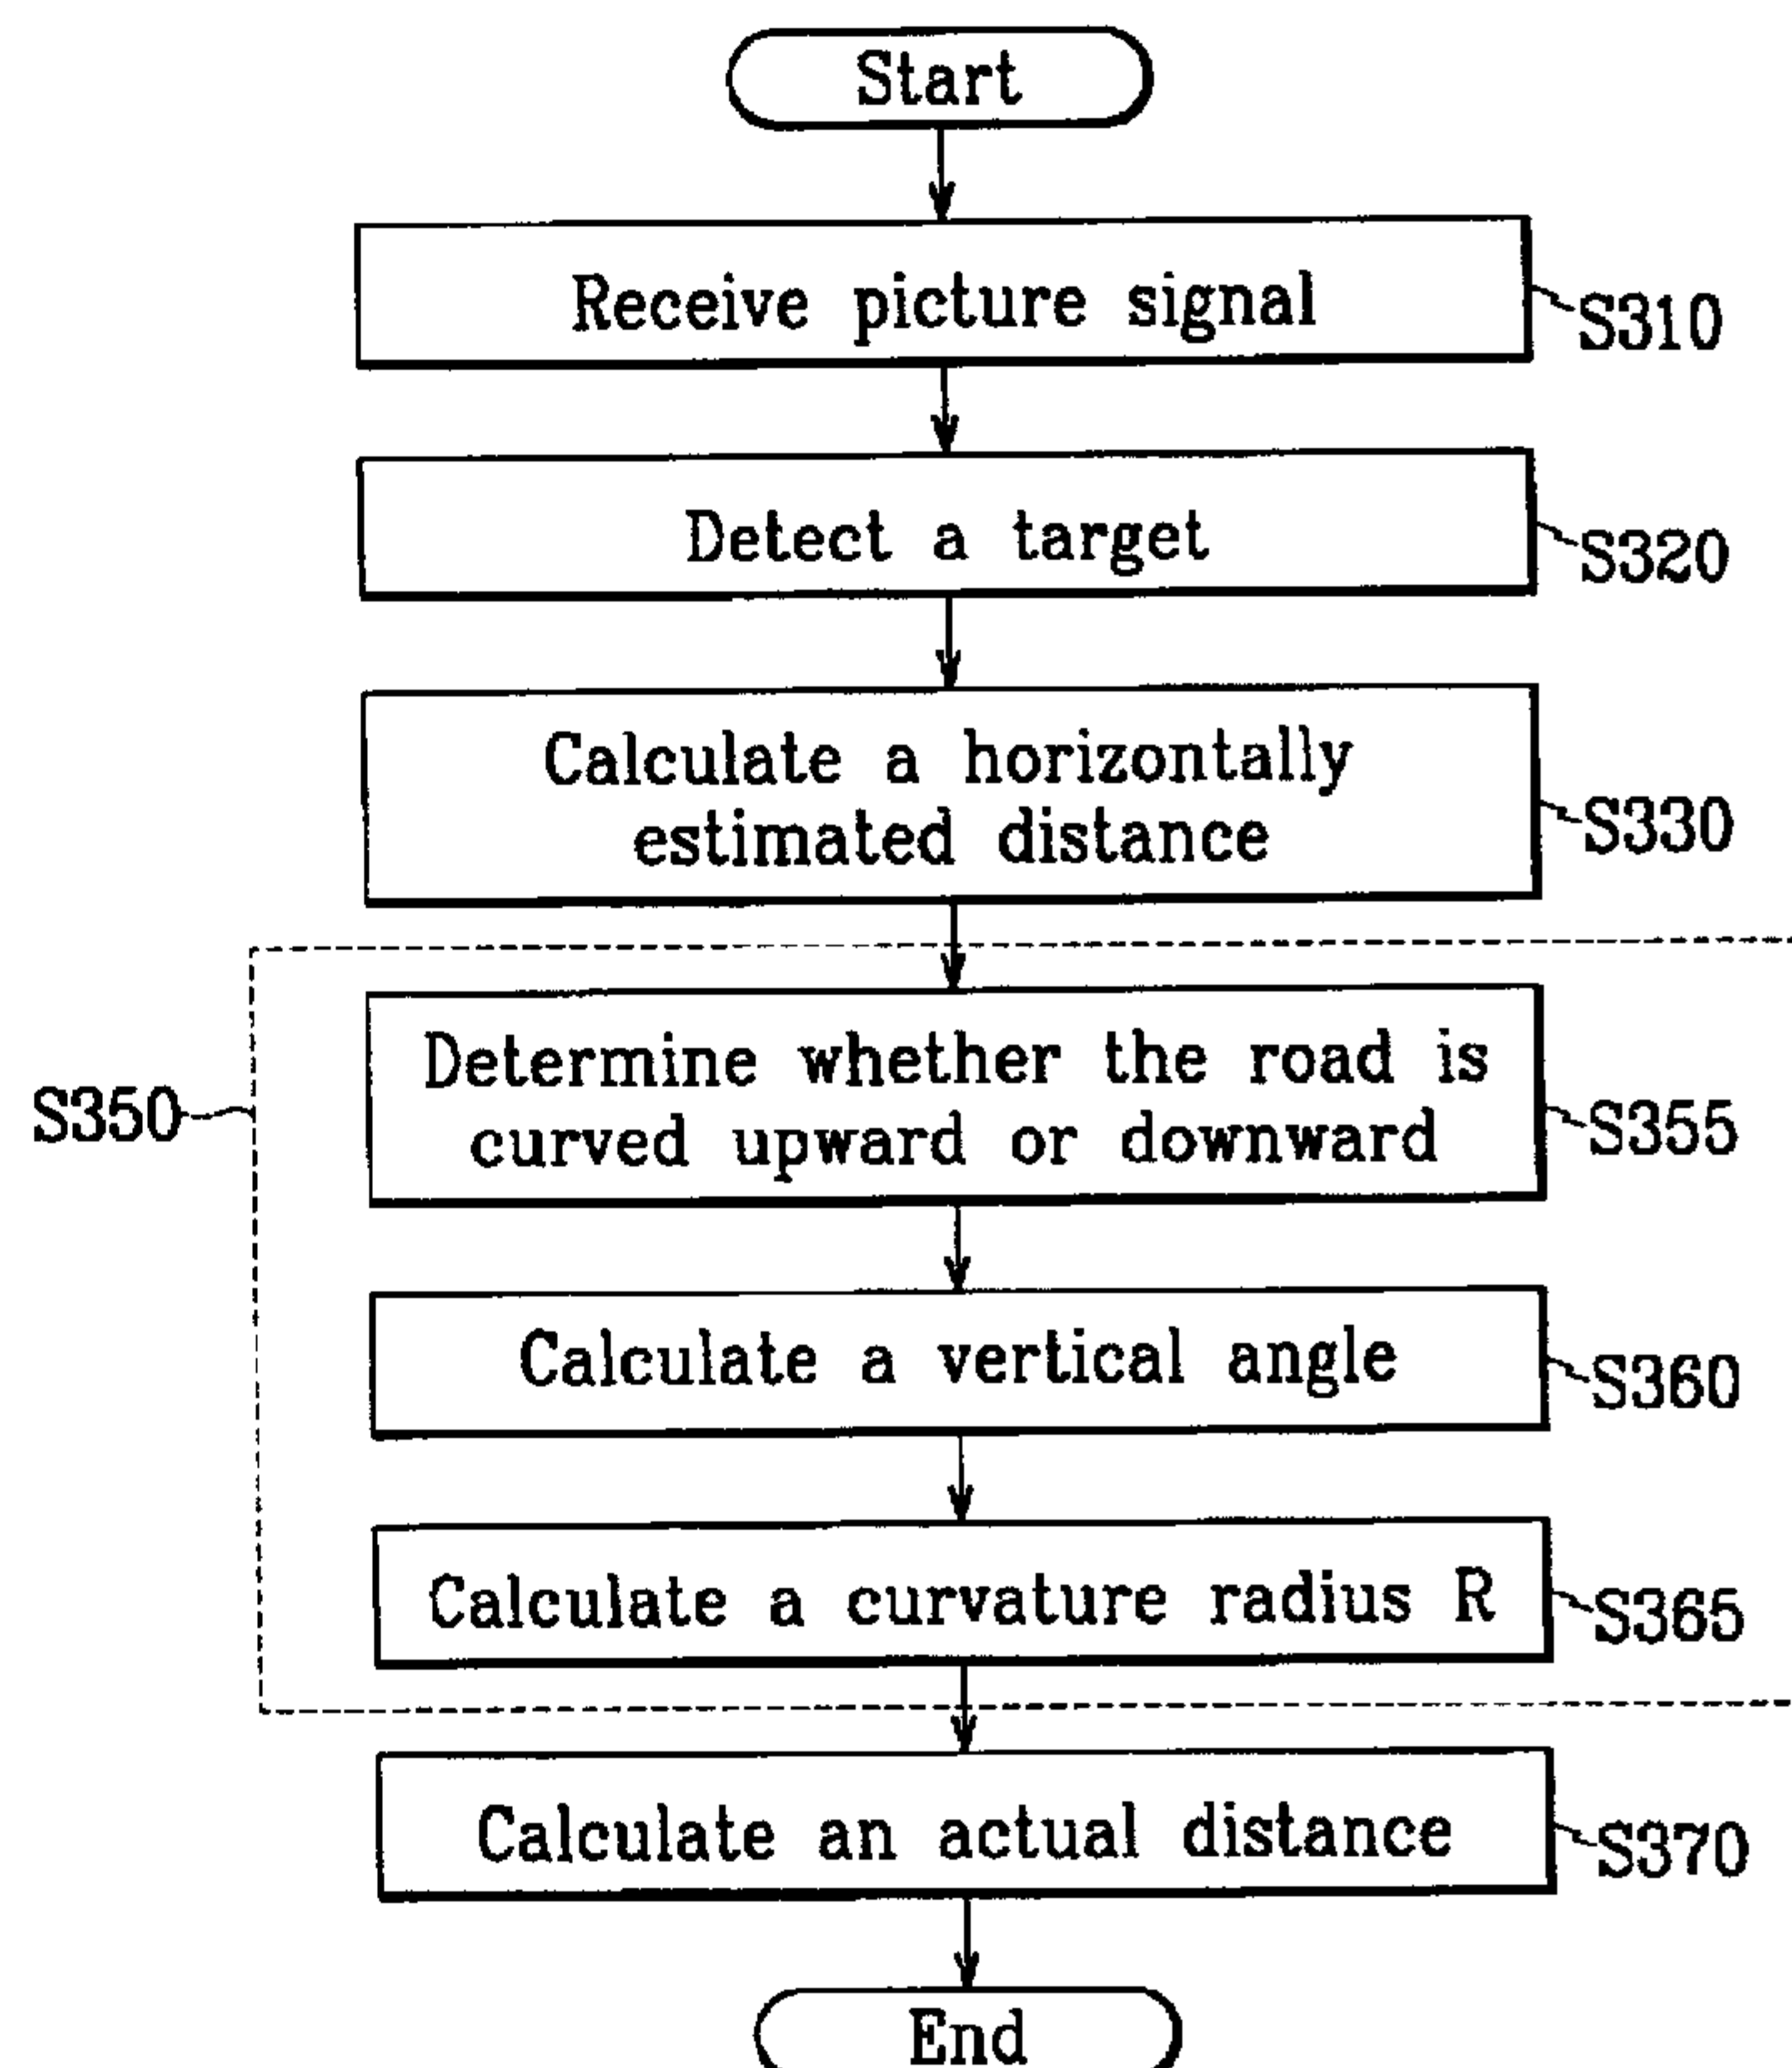 Start
Receive picture signal
S310
Detect a target
S320
Calculate a horizontally
estimated distance
S330
S350
Determine whether the road is
curved upward or downward
S355
Calculate a vertical angle
S360
Calculate a curvature radius R
S365
Calculate an actual distance
S370
End